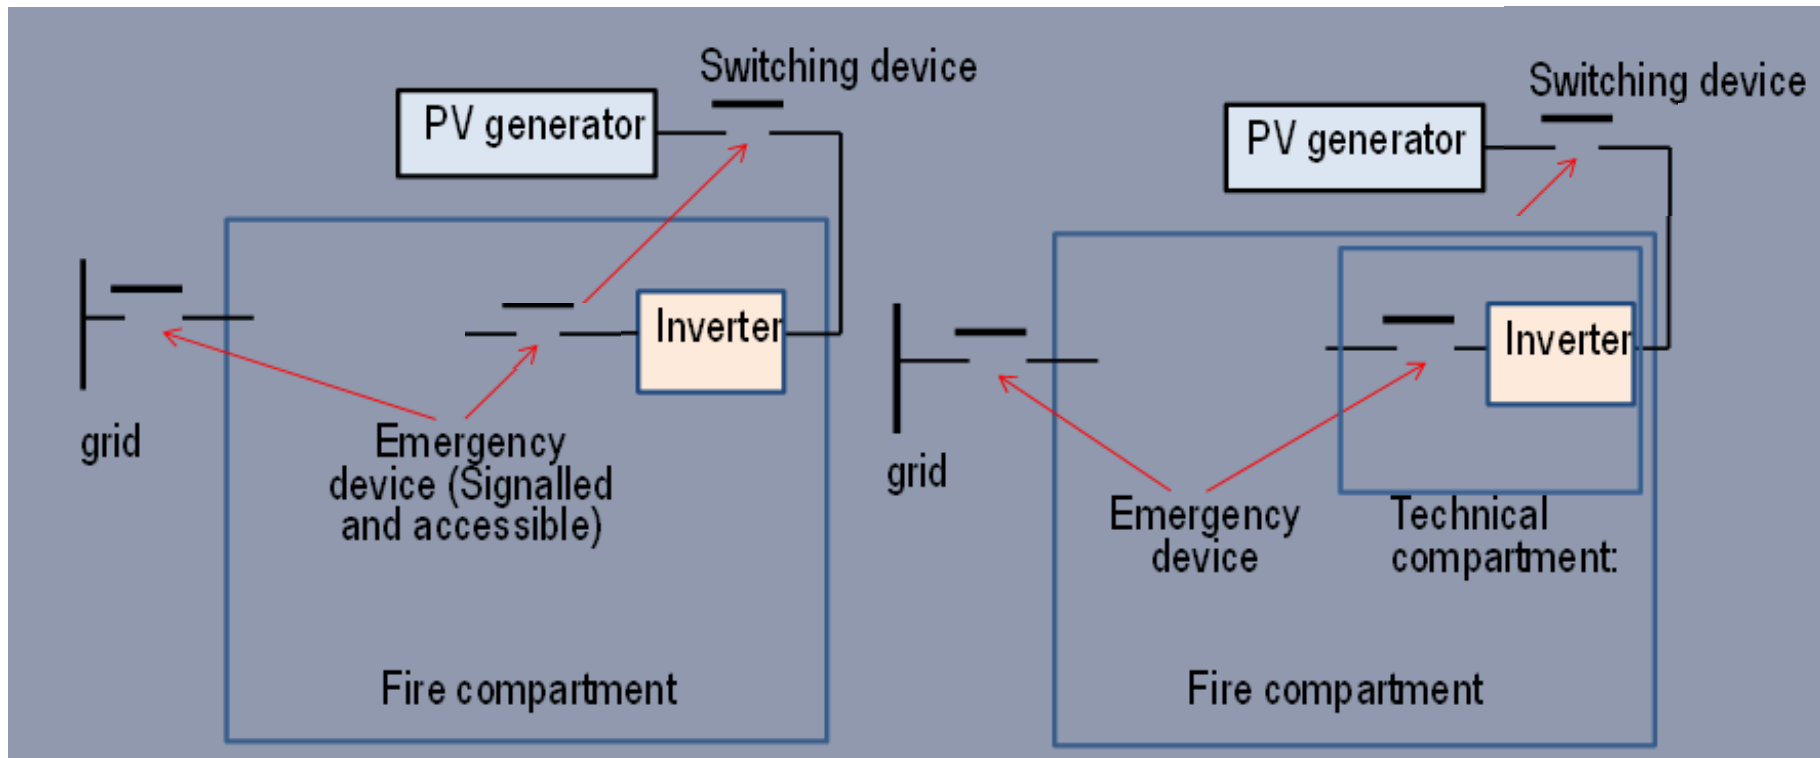 Switching device
PV generator
Inverter
grid
Emergency
device (Signalled
and accessible)
Fire compartment
Switching device
PV generator
Inverter
grid
Emergency
device
Technical
compartment:
Fire compartment